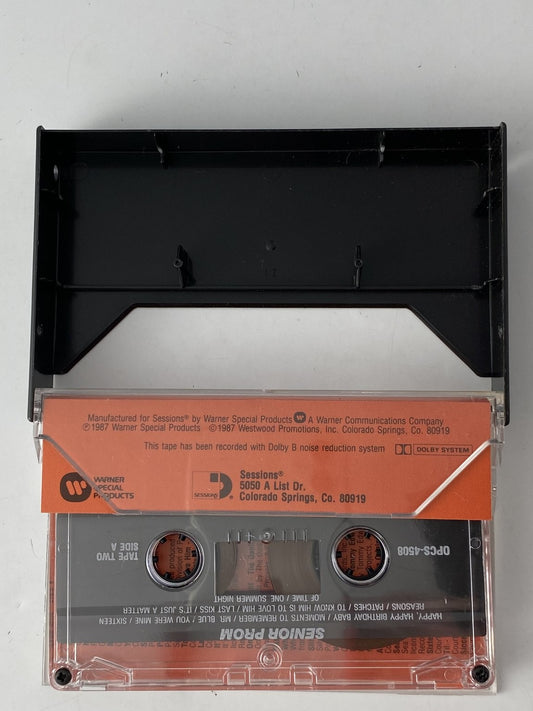 Manufactured for Sessions® by Warner Special Products W A Warner Communications Company
℗1987 Warner Special Products ©1987 Westwood Promotions, Inc. Colorado Springs, Co. 80919
This tape has been recorded with Dolby B noise reduction system DOLBY SYSTEM
WARNER
SPECIAL
PRODUCTS
SESSIONS
Sessions®
5050 A List Dr.
Colorado Springs, Co. 80919
SENIOR PROM
HAPPY, HAPPY BIRTHDAY BABY / MOMENTS TO REMEMBER / MR. BLUE / YOU WERE MINE / SIXTEEN
REASONS / PATCHES / TO KNOW HIM IS TO LOVE HIM / LAST KISS / IT'S JUST A MATTER
OF TIME / ONE SUMMER NIGHT
OPCS-4508
TAPE TWO
SIDE A